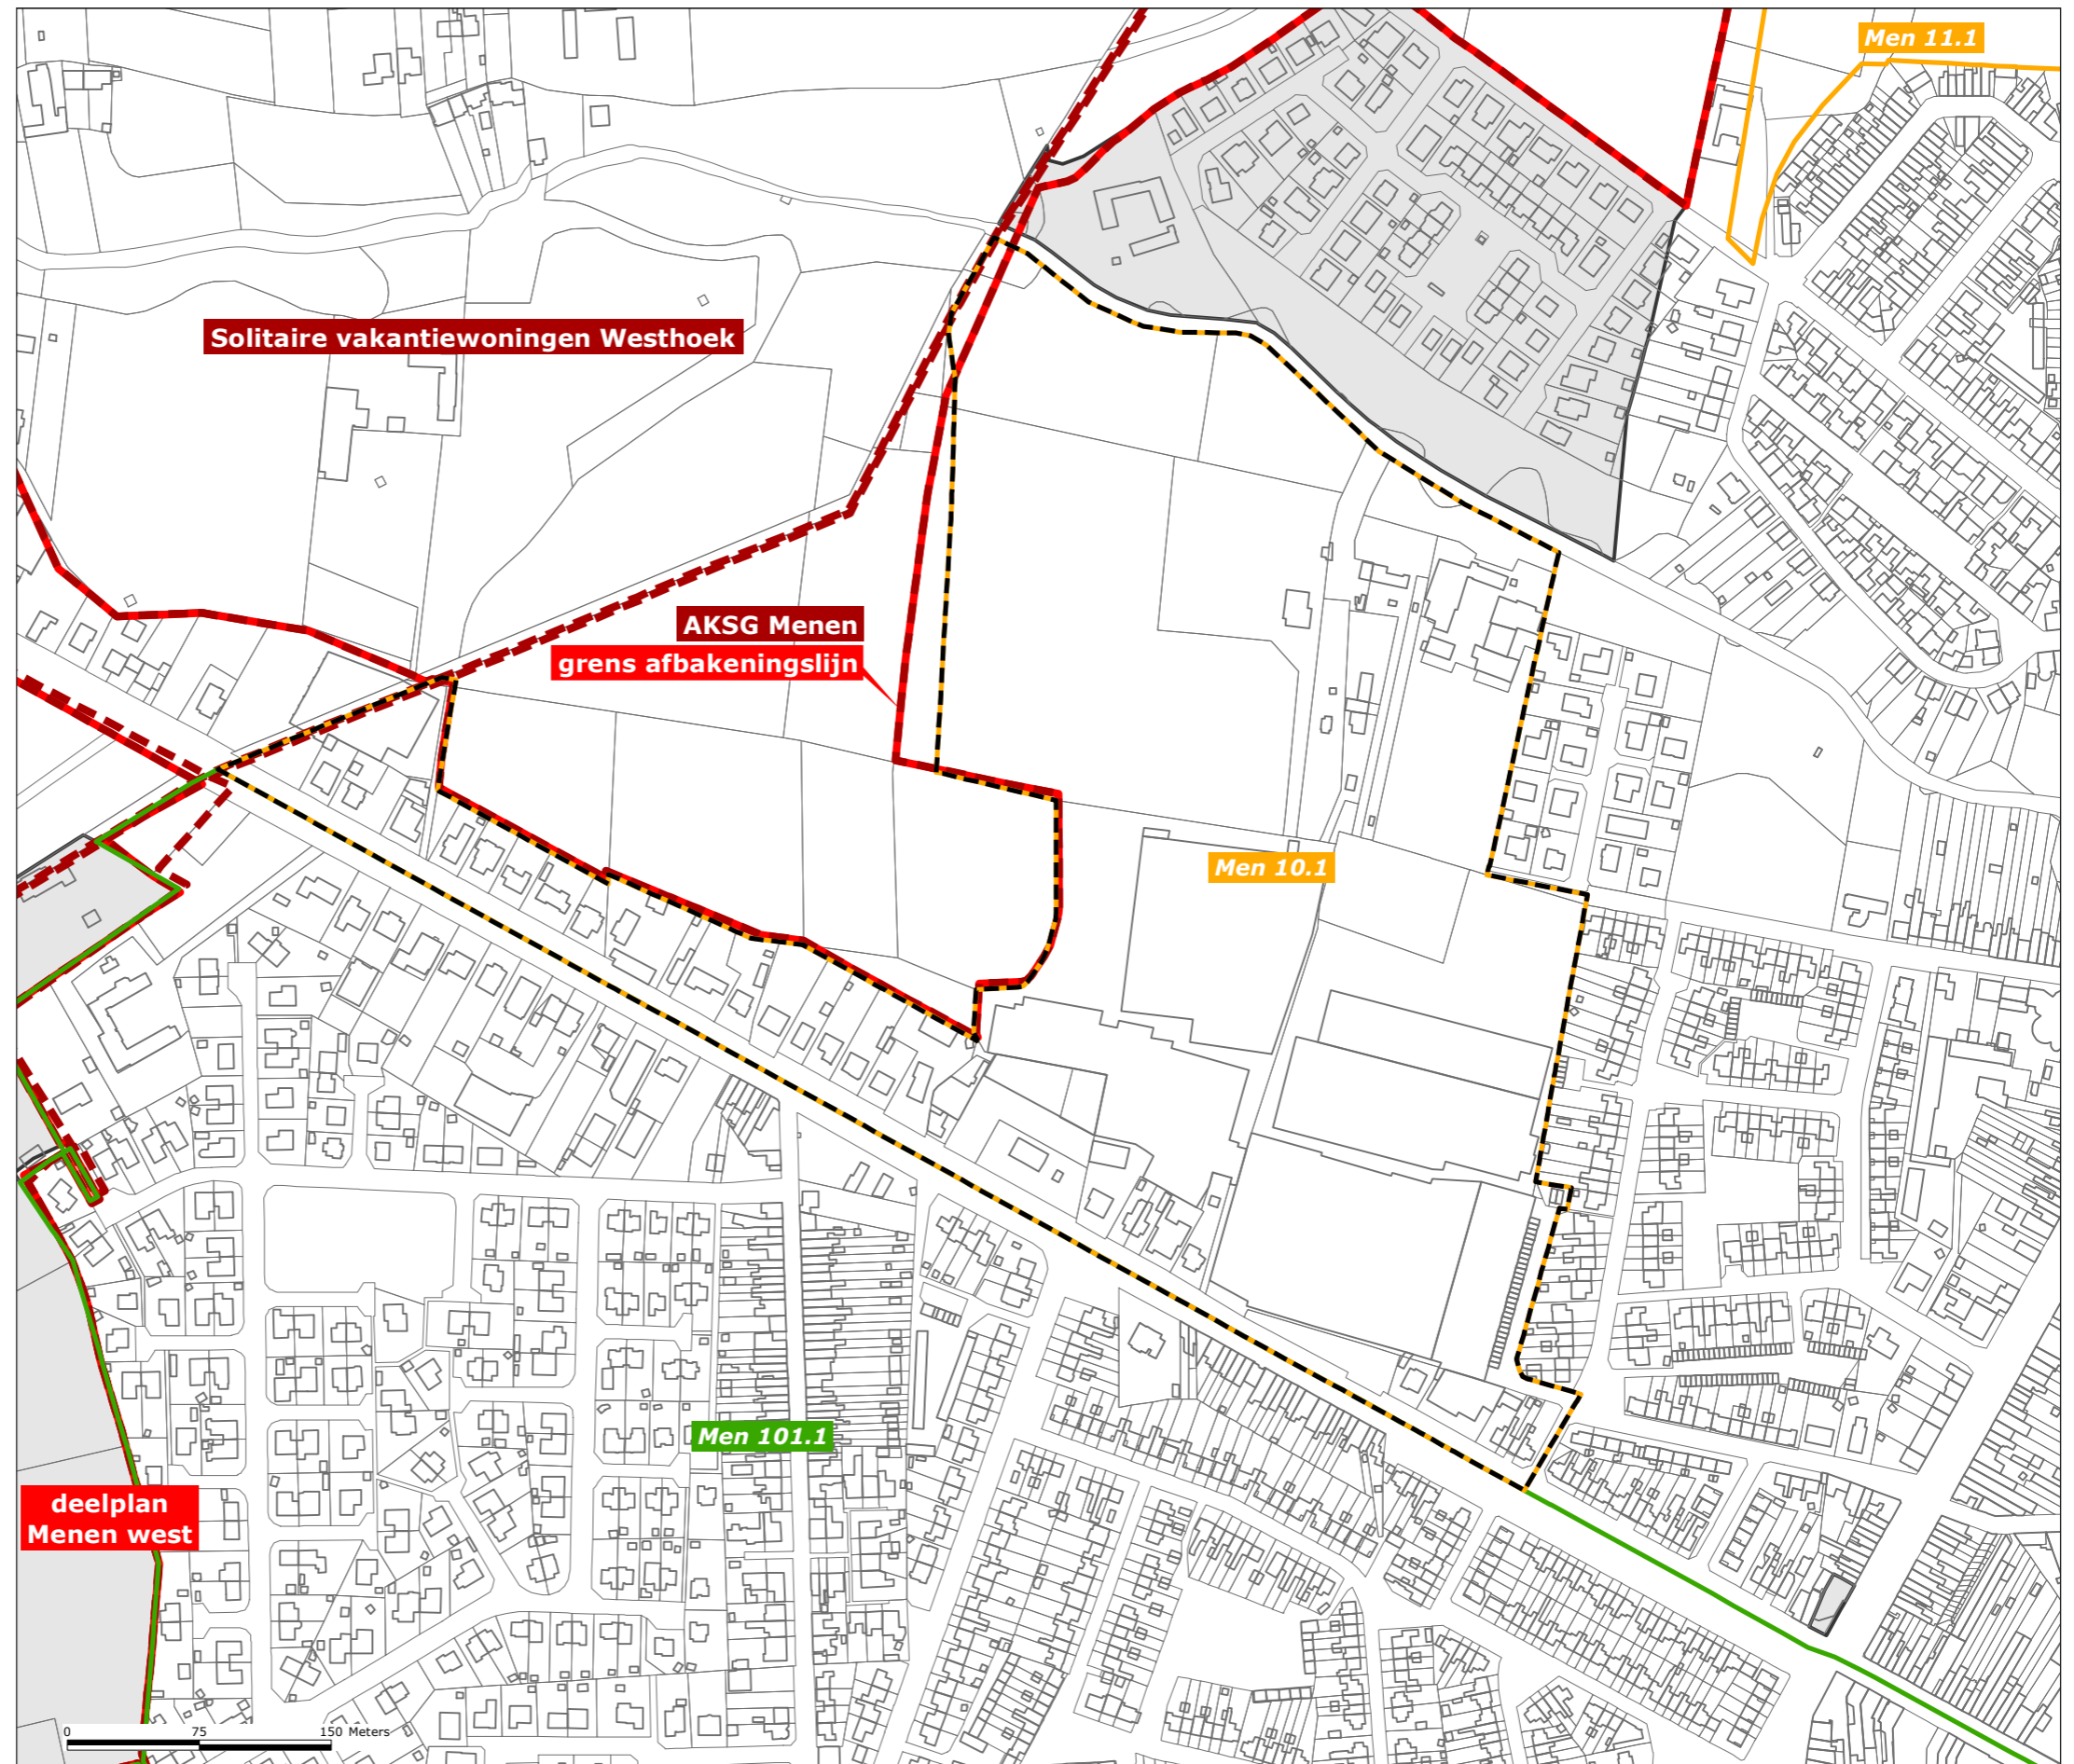 Men 11.1
Solitaire vakantiewoningen Westhoek
AKSG Menen
grens afbakeningslijn
Men 10.1
Men 101.1
deelplan
Menen west
0 75 150 Meters